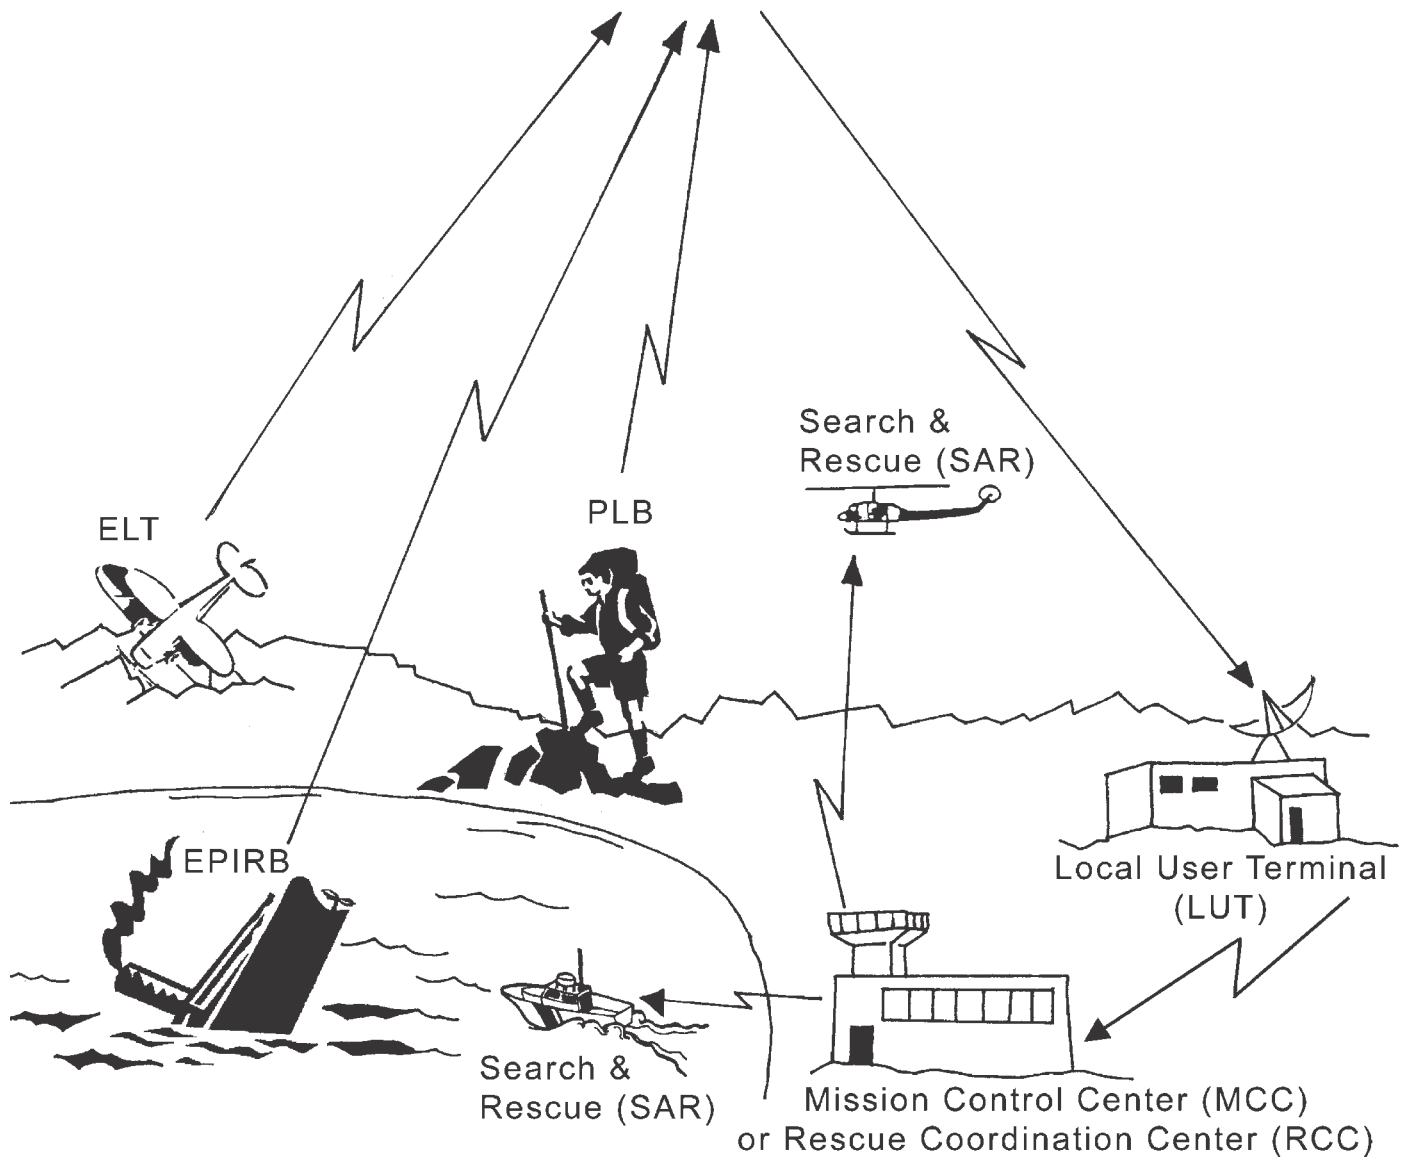 Search &
Rescue (SAR)
ELT
PLB
EPIRB
Local User Terminal
(LUT)
Search &
Rescue (SAR)
Mission Control Center (MCC)
or Rescue Coordination Center (RCC)